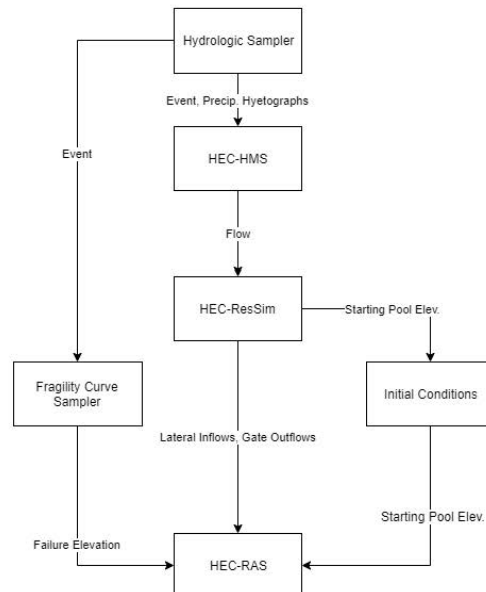 Hydrologic Sampler
Event, Precip. Hyetographs
HEC-HMS
Event
Flow
HEC-ResSim
Starting Pool Elev.
Fragility Curve
Sampler
Initial Conditions
Lateral Inflows, Gate Outflows
Starting Pool Elev.
Failure Elevation
HEC-RAS